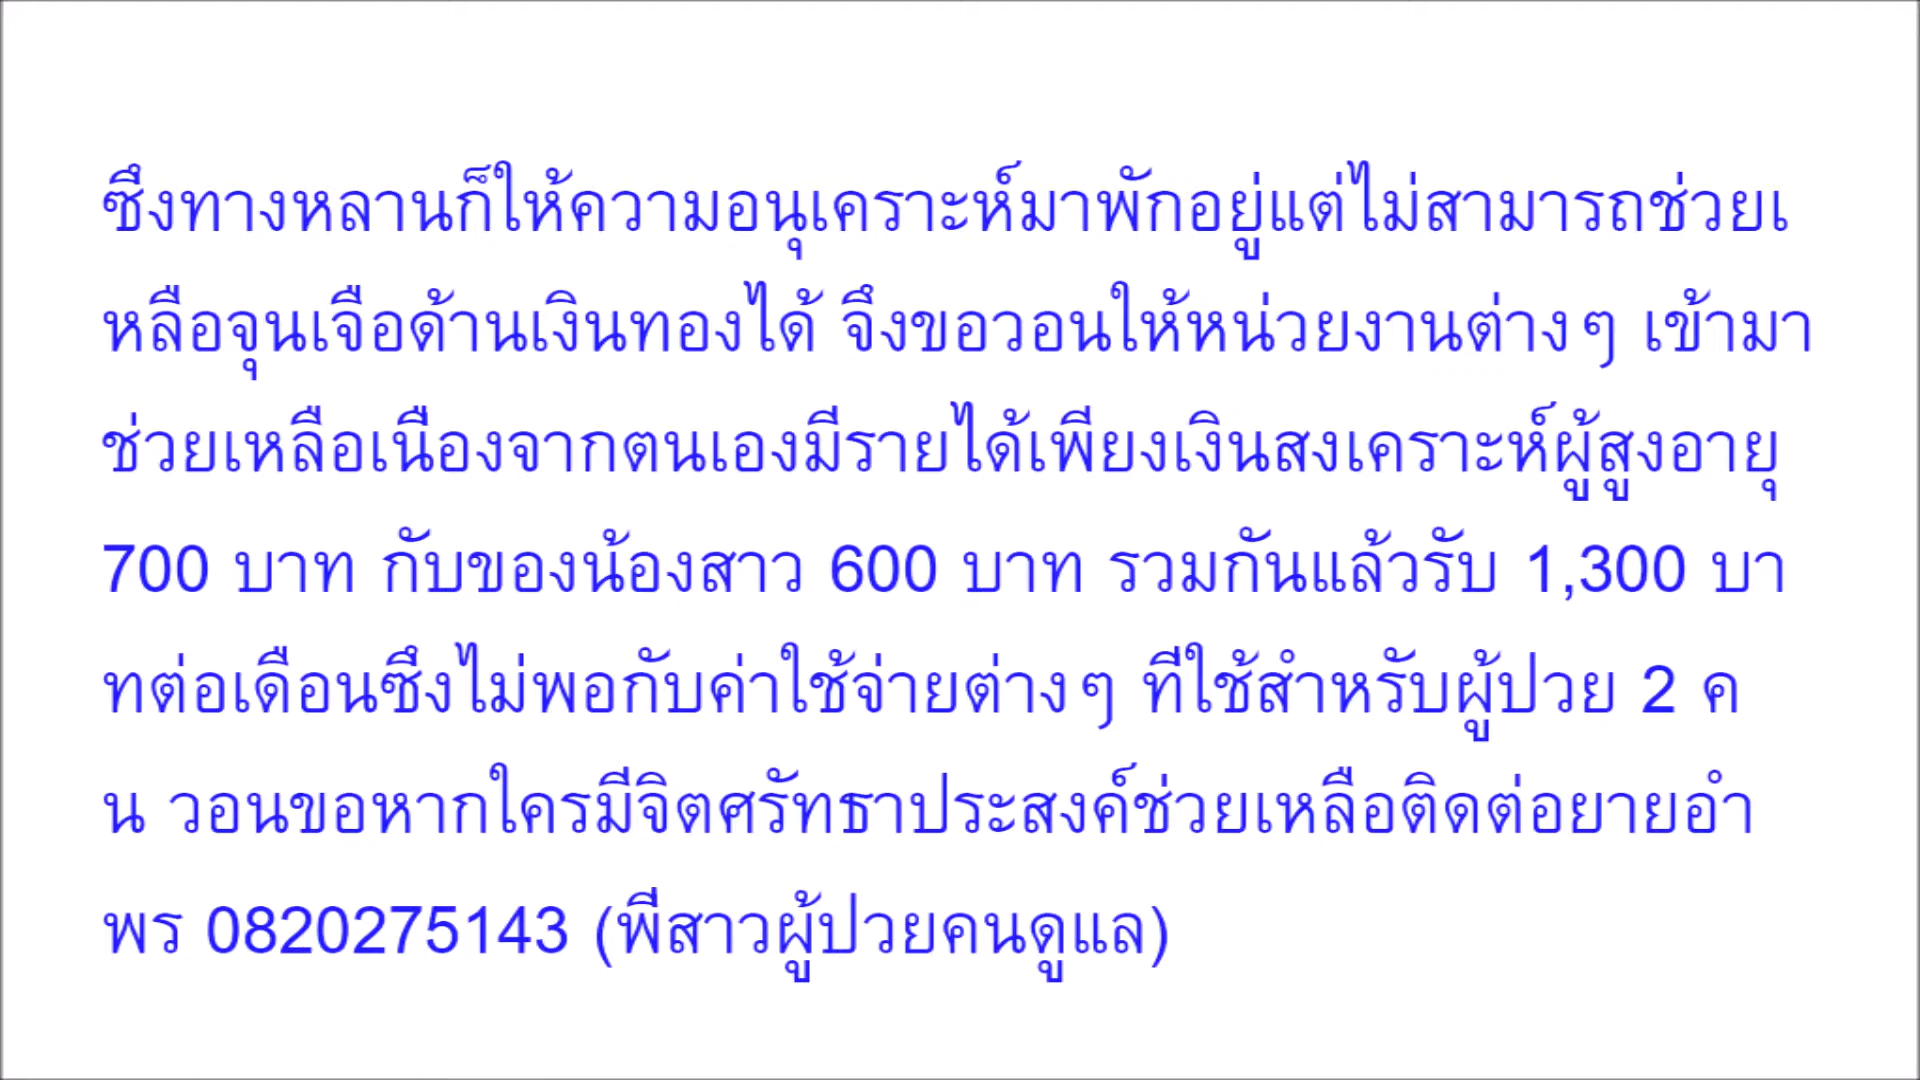 ซึ่งทางหลานก็ให้ความอนุเคราะห์มาพักอยู่แต่ไม่สามารถช่วยเ
หลือจุนเจือด้านเงินทองได้ จึงขอวอนให้หน่วยงานต่างๆ เข้ามา
ช่วยเหลือเนื่องจากตนเองมีรายได้เพียงเงินสงเคราะห์ผู้สูงอายุ
700 บาท กับของน้องสาว 600 บาท รวมกันแล้วรับ 1,300 บา
ทต่อเดือนซึ่งไม่พอกับค่าใช้จ่ายต่างๆ ที่ใช้สำหรับผู้ป่วย 2 ค
น วอนขอหากใครมีจิตศรัทธาประสงค์ช่วยเหลือติดต่อยายอำ
พร 0820275143 (พี่สาวผู้ป่วยคนดูแล)